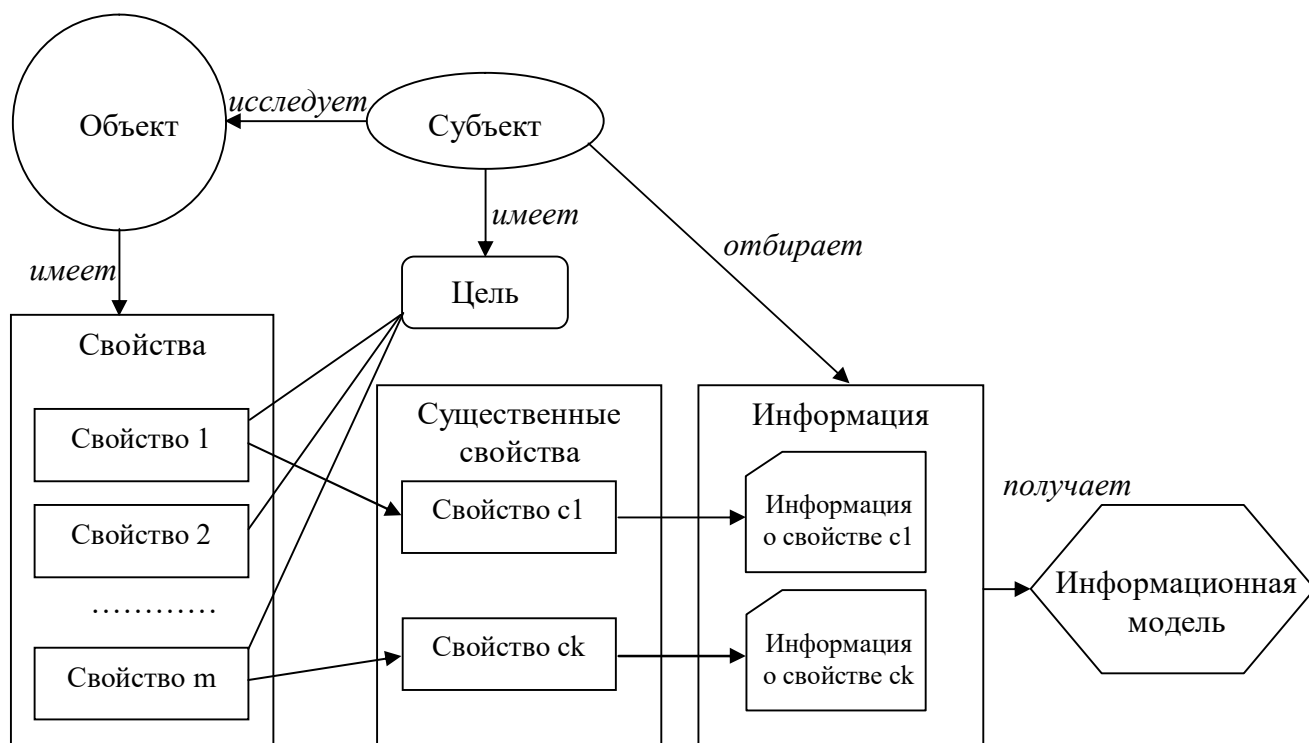 исследует
Объект
Субъект
имеет
отбирает
имеет
Цель
Свойства
Свойство 1
Свойство 2
…………
Свойство m
Существенные
свойства
Свойство c1
Свойство ck
Информация
Информация
о свойстве c1
Информация
о свойстве ck
получает
Информационная
модель